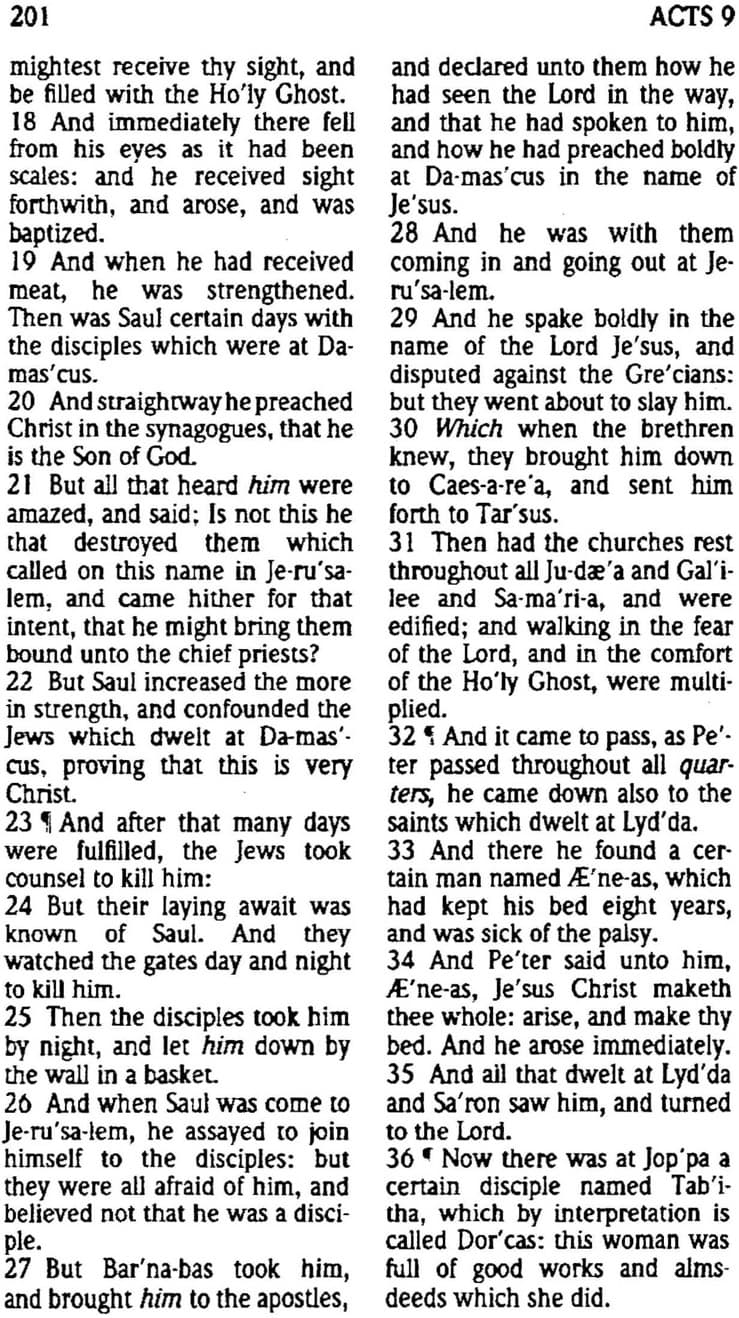 201
ACTS 9
mightest receive thy sight, and
be filled with the Ho'ly Ghost.
18 And immediately there fell
from his eyes as it had been
scales: and he received sight
forthwith, and arose, and was
baptized.
19 And when he had received
meat, he was strengthened.
Then was Saul certain days with
the disciples which were at Da-
mas'cus.
20 And straightway he preached
Christ in the synagogues, that he
is the Son of God.
21 But all that heard him were
amazed, and said; Is not this he
that destroyed them which
called on this name in Je-ru'sa-
lem, and came hither for that
intent, that he might bring them
bound unto the chief priests?
22 But Saul increased the more
in strength, and confounded the
Jews which dwelt at Da-mas'-
cus, proving that this is very
Christ.
23 ¶ And after that many days
were fulfilled, the Jews took
counsel to kill him:
24 But their laying await was
known of Saul. And they
watched the gates day and night
to kill him.
25 Then the disciples took him
by night, and let him down by
the wall in a basket.
26 And when Saul was come to
Je-ru'sa-lem, he assayed to join
himself to the disciples: but
they were all afraid of him, and
believed not that he was a disci-
ple.
27 But Bar'na-bas took him,
and brought him to the apostles,
and declared unto them how he
had seen the Lord in the way,
and that he had spoken to him,
and how he had preached boldly
at Da-mas'cus in the name of
Je'sus.
28 And he was with them
coming in and going out at Je-
ru'sa-lem.
29 And he spake boldly in the
name of the Lord Je'sus, and
disputed against the Gre'cians:
but they went about to slay him.
30 Which when the brethren
knew, they brought him down
to Caes-a-re'a, and sent him
forth to Tar'sus.
31 Then had the churches rest
throughout all Ju-dæ'a and Gal'i-
lee and Sa-ma'ri-a, and were
edified; and walking in the fear
of the Lord, and in the comfort
of the Ho'ly Ghost, were multi-
plied.
32 ¶ And it came to pass, as Pe'-
ter passed throughout all quar-
ters, he came down also to the
saints which dwelt at Lyd'da.
33 And there he found a cer-
tain man named Æ'ne-as, which
had kept his bed eight years,
and was sick of the palsy.
34 And Pe'ter said unto him,
Æ'ne-as, Je'sus Christ maketh
thee whole: arise, and make thy
bed. And he arose immediately.
35 And all that dwelt at Lyd'da
and Sa'ron saw him, and turned
to the Lord.
36 ¶ Now there was at Jop'pa a
certain disciple named Tab'i-
tha, which by interpretation is
called Dor'cas: this woman was
full of good works and alms-
deeds which she did.